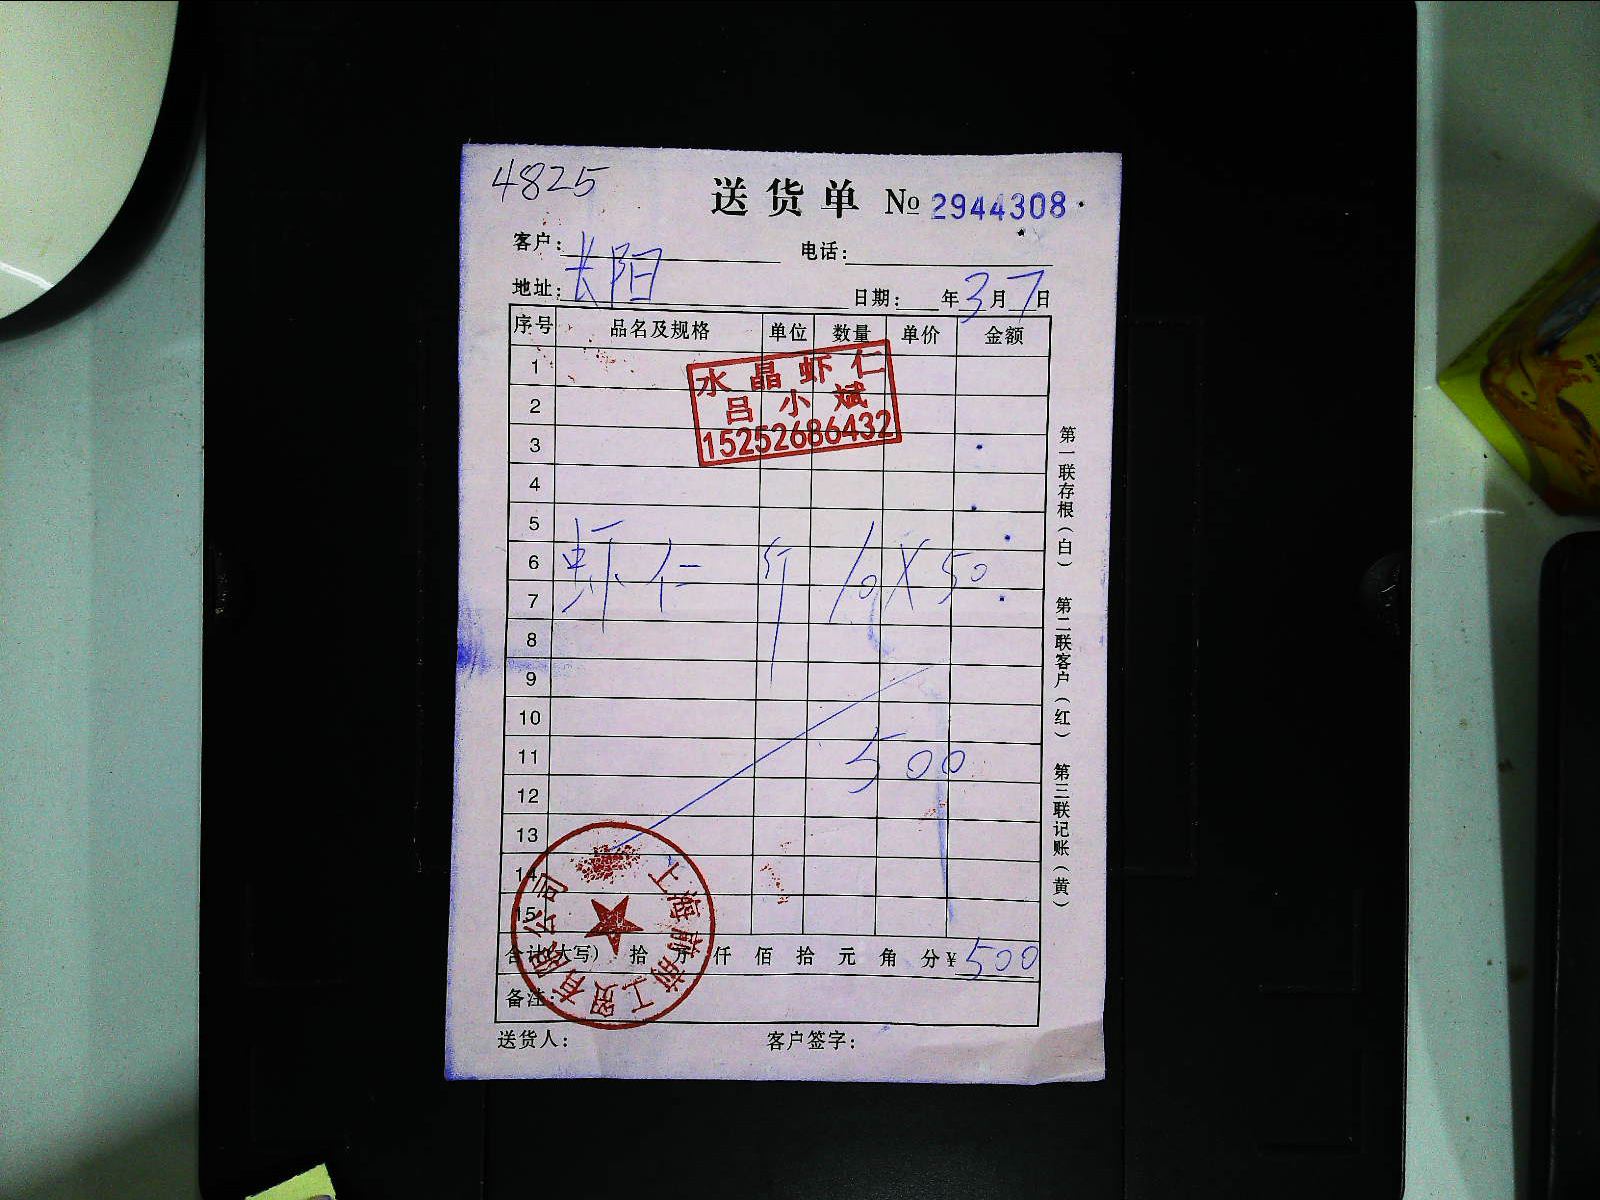 4825
送货单 No 2944308
客户： 电话：
地址：长阳 日期： 年3月7日
序号 品名及规格 单位 数量 单价 金额
1
水晶虾仁
2
吕小斌
3
15252686432
4
5
6 虾仁 斤 10X50
7
8
9
10
11 500
12
13
14
15
合计(大写) 拾 万 仟 佰 拾 元 角 分 ¥500
备注:
送货人： 客户签字：
第一联存根（白） 第二联客户（红） 第三联记账（黄）
上海前前工贸有限公司